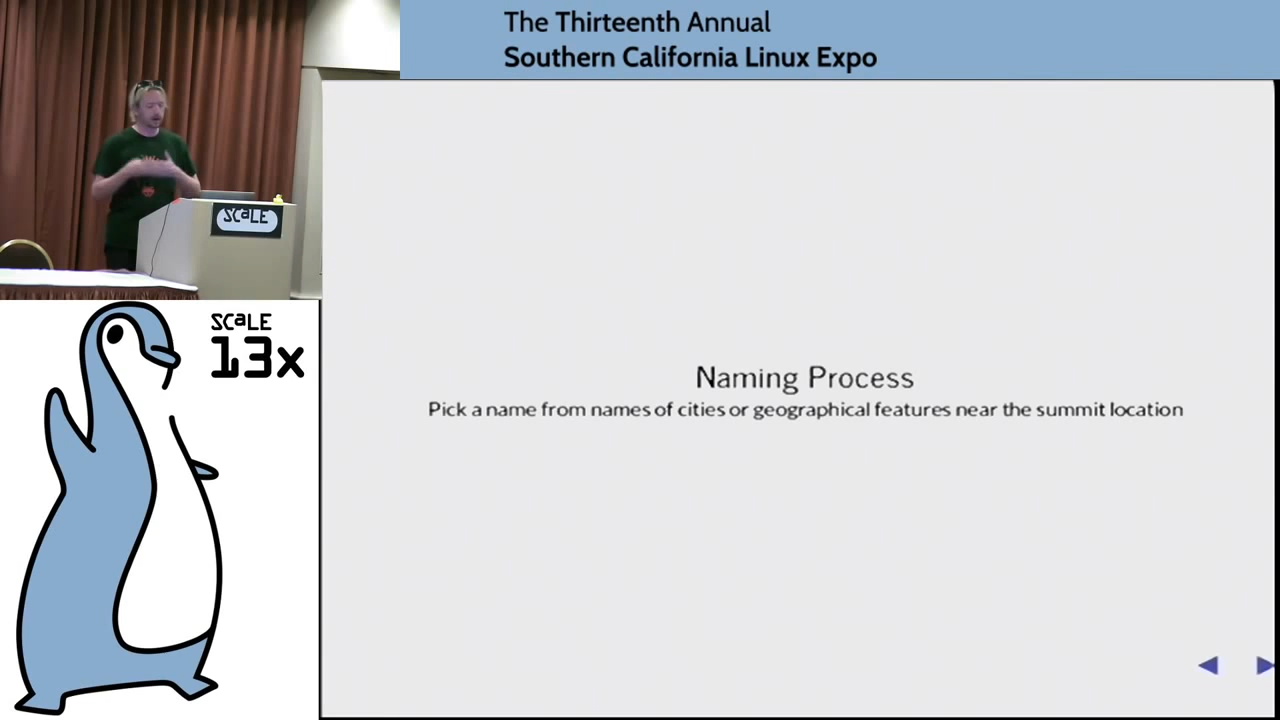 The Thirteenth Annual
Southern California Linux Expo
SCaLE
SCaLE
13x
Naming Process
Pick a name from names of cities or geographical features near the summit location